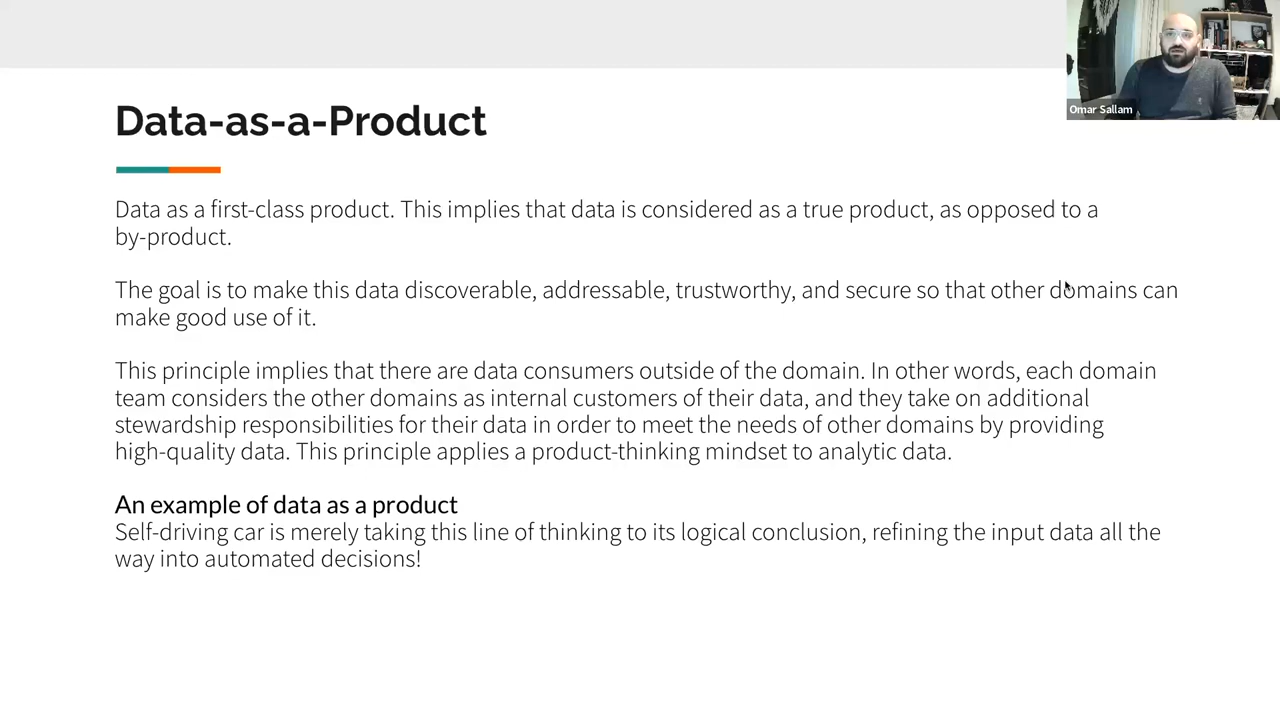 Omar Sallam
Data-as-a-Product
Data as a first-class product. This implies that data is considered as a true product, as opposed to a
by-product.
The goal is to make this data discoverable, addressable, trustworthy, and secure so that other domains can
make good use of it.
This principle implies that there are data consumers outside of the domain. In other words, each domain
team considers the other domains as internal customers of their data, and they take on additional
stewardship responsibilities for their data in order to meet the needs of other domains by providing
high-quality data. This principle applies a product-thinking mindset to analytic data.
An example of data as a product
Self-driving car is merely taking this line of thinking to its logical conclusion, refining the input data all the
way into automated decisions!